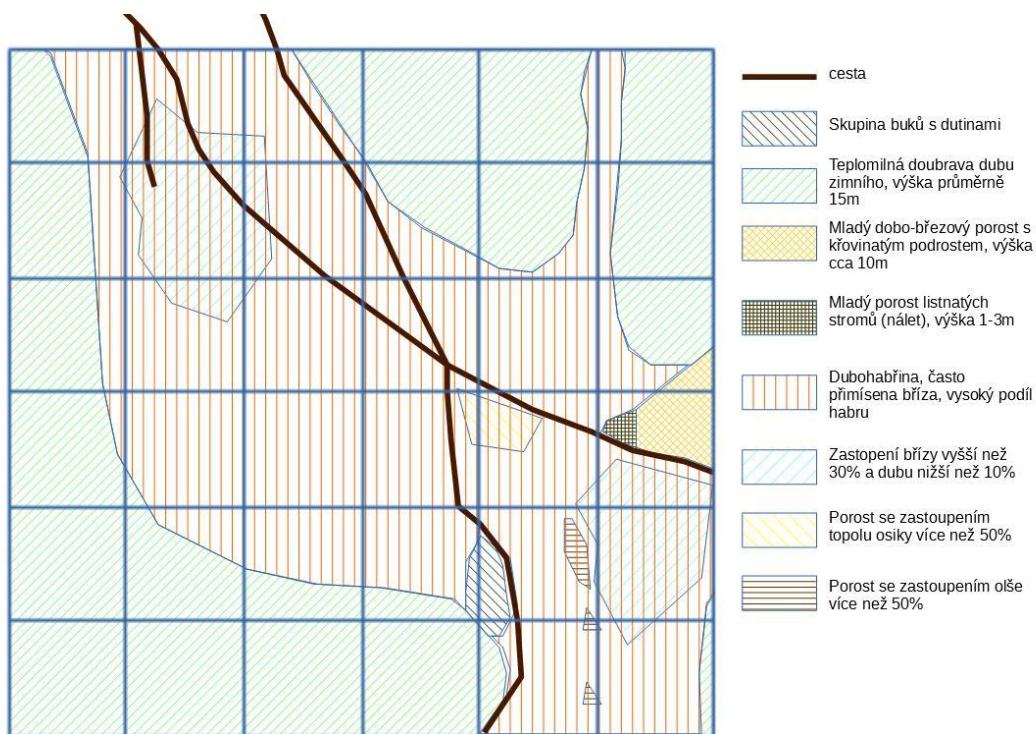 cesta
Skupina buků s dutinami
Teplomilná doubrava dubu
zimního, výška průměrně
15m
Mladý dobo-březový porost s
křovinatým podrostem, výška
cca 10m
Mladý porost listnatých
stromů (nálet), výška 1-3m
Dubohabřina, často
přimísena bříza, vysoký podíl
habru
Zastopení břízy vyšší než
30% a dubu nižší než 10%
Porost se zastoupením
topolu osiky více než 50%
Porost se zastoupením olše
více než 50%